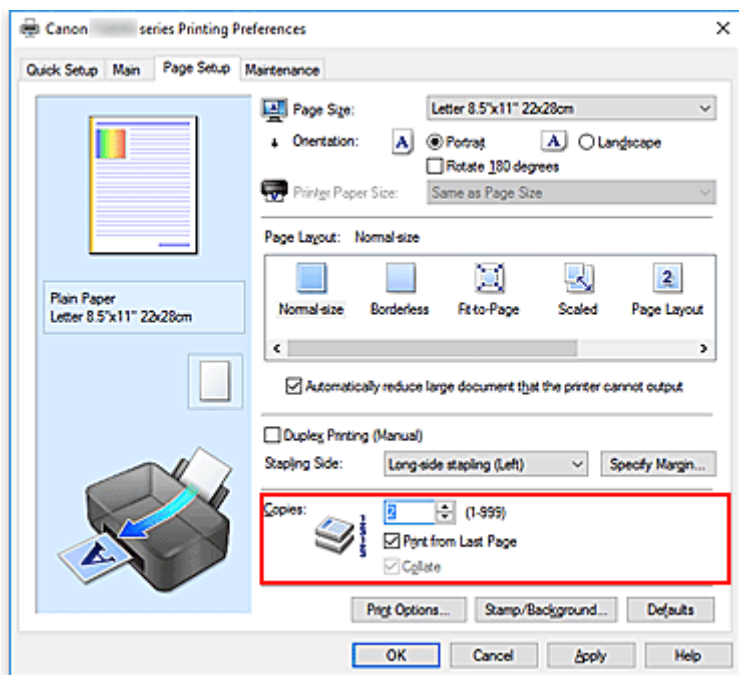 Canon series Printing Preferences
Quick Setup Main Page Setup Maintenance
Page Size: Letter 8.5"x11" 22x28cm
Orientation: A Portrait A Landscape
Rotate 180 degrees
Printer Paper Size: Same as Page Size
Page Layout: Normal-size
Normal-size Borderless Fit-to-Page Scaled Page Layout
Plain Paper
Letter 8.5"x11" 22x28cm
Automatically reduce large document that the printer cannot output
Duplex Printing (Manual)
Stapling Side: Long-side stapling (Left) Specify Margin...
Copies: 2 (1-999)
Print from Last Page
Collate
Print Options... Stamp/Background... Defaults
OK Cancel Apply Help